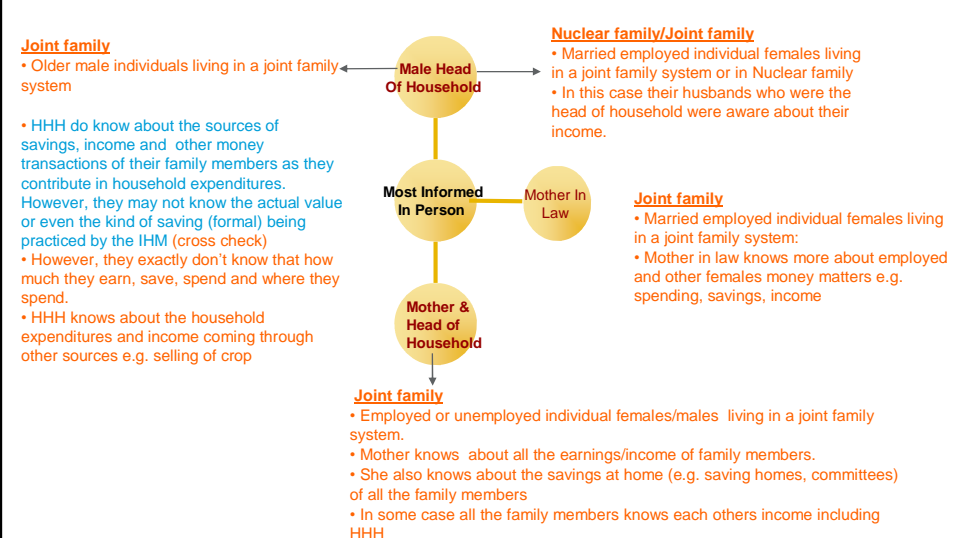 Joint family
• Older male individuals living in a joint family
system
• HHH do know about the sources of
savings, income and other money
transactions of their family members as they
contribute in household expenditures.
However, they may not know the actual value
or even the kind of saving (formal) being
practiced by the IHM (cross check)
• However, they exactly don't know that how
much they earn, save, spend and where they
spend.
• HHH knows about the household
expenditures and income coming through
other sources e.g. selling of crop
Male Head
Of Household
Most Informed
In Person
Mother In
Law
Mother &
Head of
Household
Nuclear family/Joint family
• Married employed individual females living
in a joint family system or in Nuclear family
• In this case their husbands who were the
head of household were aware about their
income.
Joint family
• Married employed individual females living
in a joint family system:
• Mother in law knows more about employed
and other females money matters e.g.
spending, savings, income
Joint family
• Employed or unemployed individual females/males living in a joint family
system.
• Mother knows about all the earnings/income of family members.
• She also knows about the savings at home (e.g. saving homes, committees)
of all the family members
• In some case all the family members knows each others income including
HHH